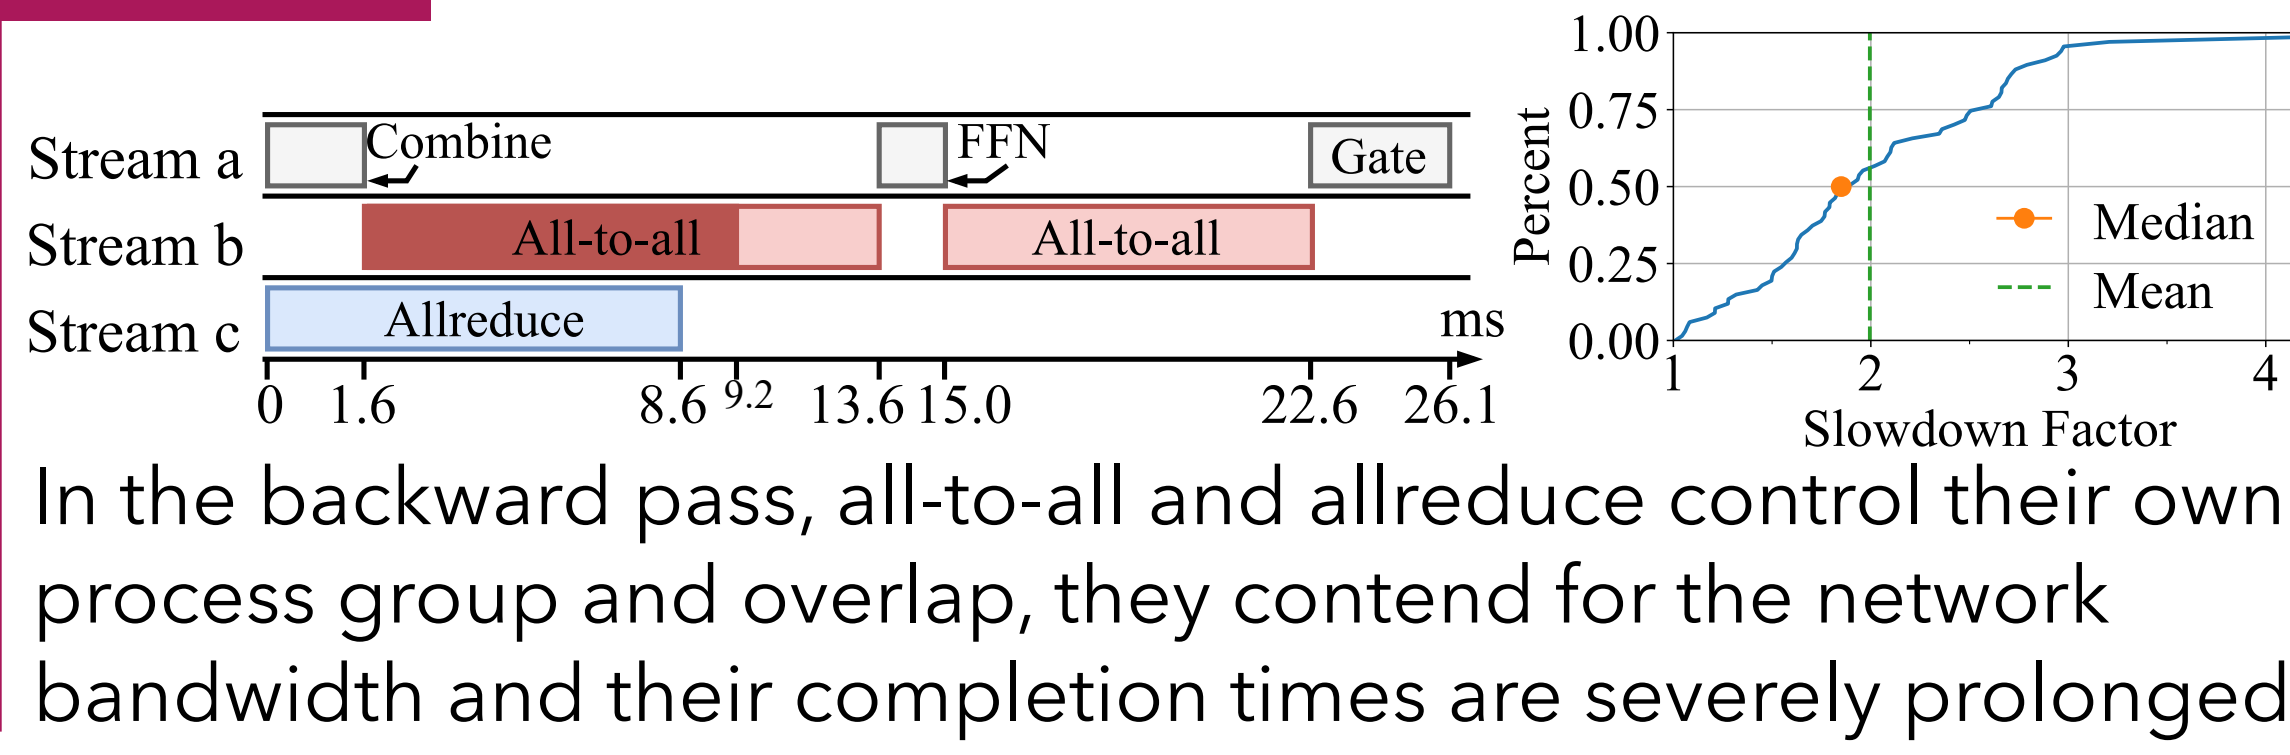 Stream a
Combine
FFN
Gate
Stream b
All-to-all
All-to-all
Stream c
Allreduce
ms
0 1.6 8.6 9.2 13.6 15.0 22.6 26.1
Percent
1.00
0.75
0.50
0.25
0.00
Median
Mean
1 2 3 4
Slowdown Factor
In the backward pass, all-to-all and allreduce control their own
process group and overlap, they contend for the network
bandwidth and their completion times are severely prolonged